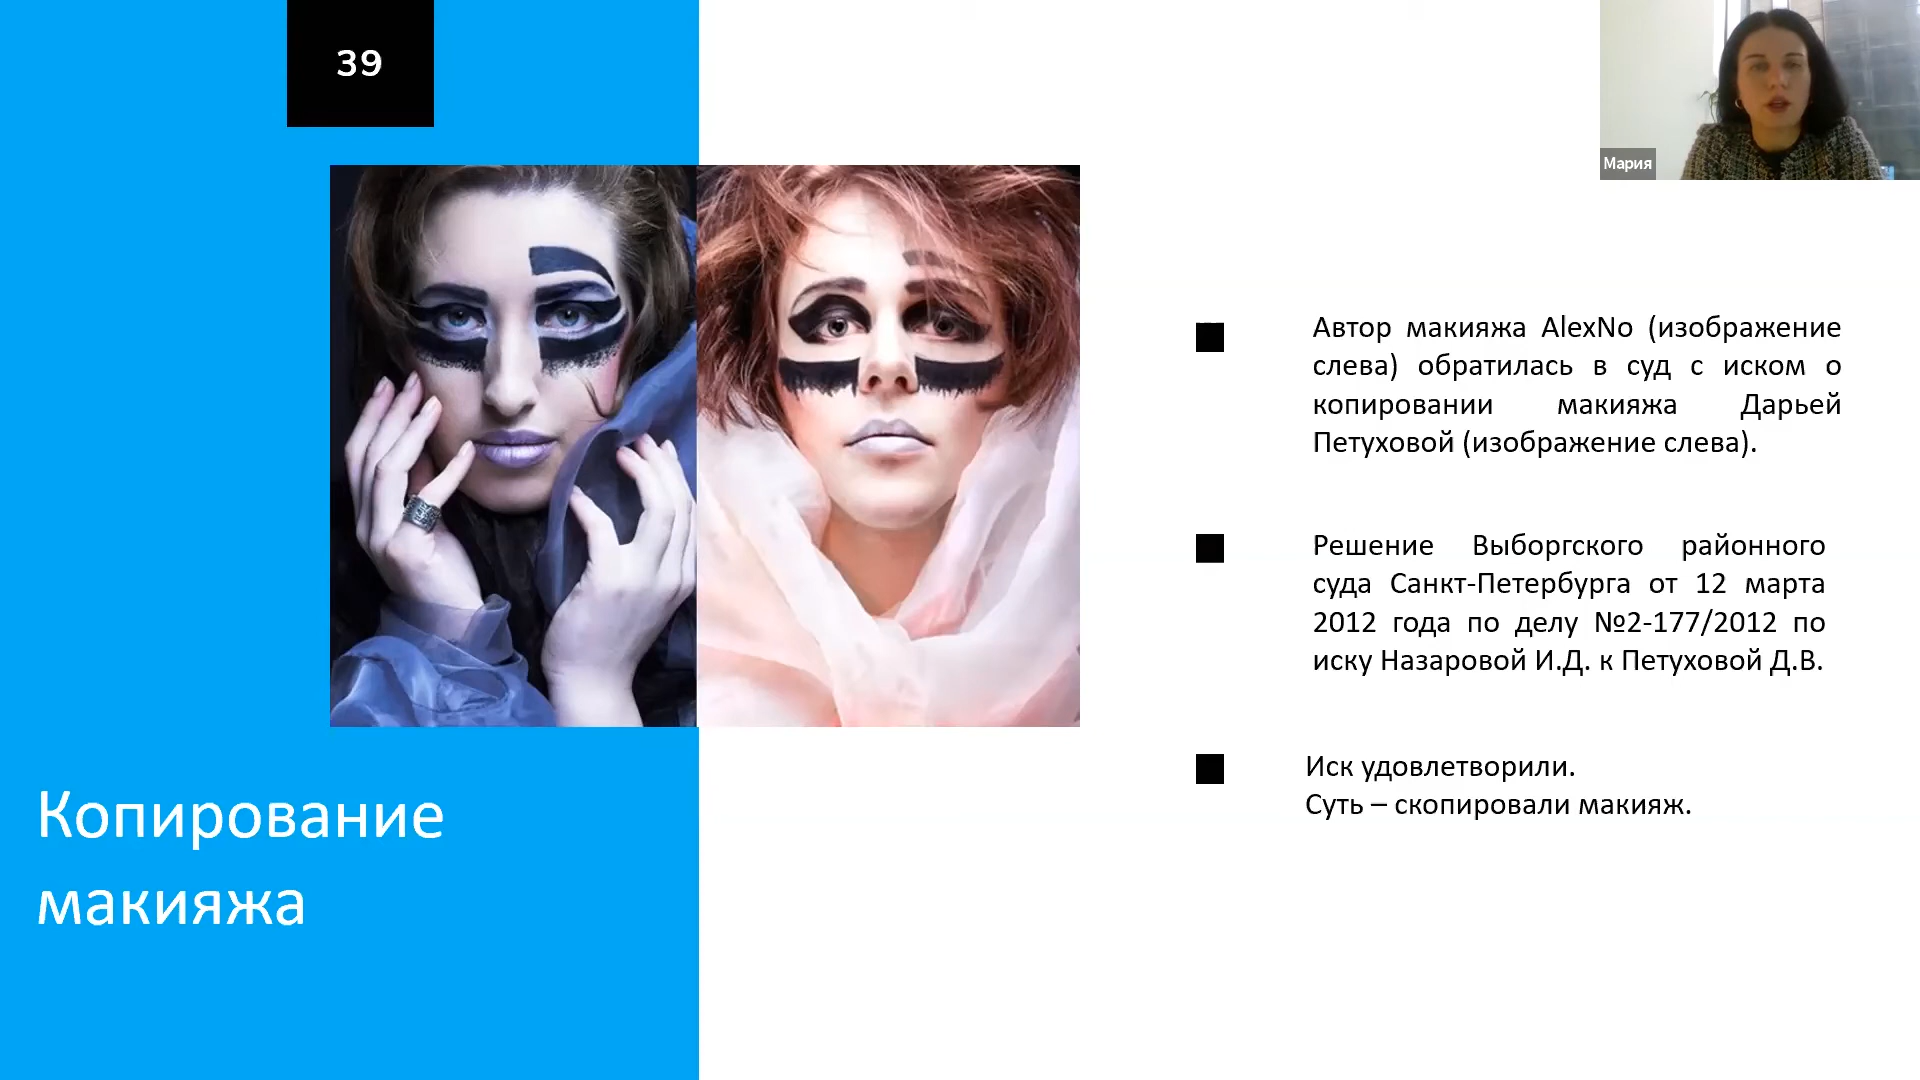 39
Мария
Автор макияжа AlexNo (изображение
слева) обратилась в суд с иском о
копировании макияжа Дарьей
Петуховой (изображение слева).
Решение Выборгского районного
суда Санкт-Петербурга от 12 марта
2012 года по делу №2-177/2012 по
иску Назаровой И.Д. к Петуховой Д.В.
Иск удовлетворили.
Суть – скопировали макияж.
Копирование
макияжа